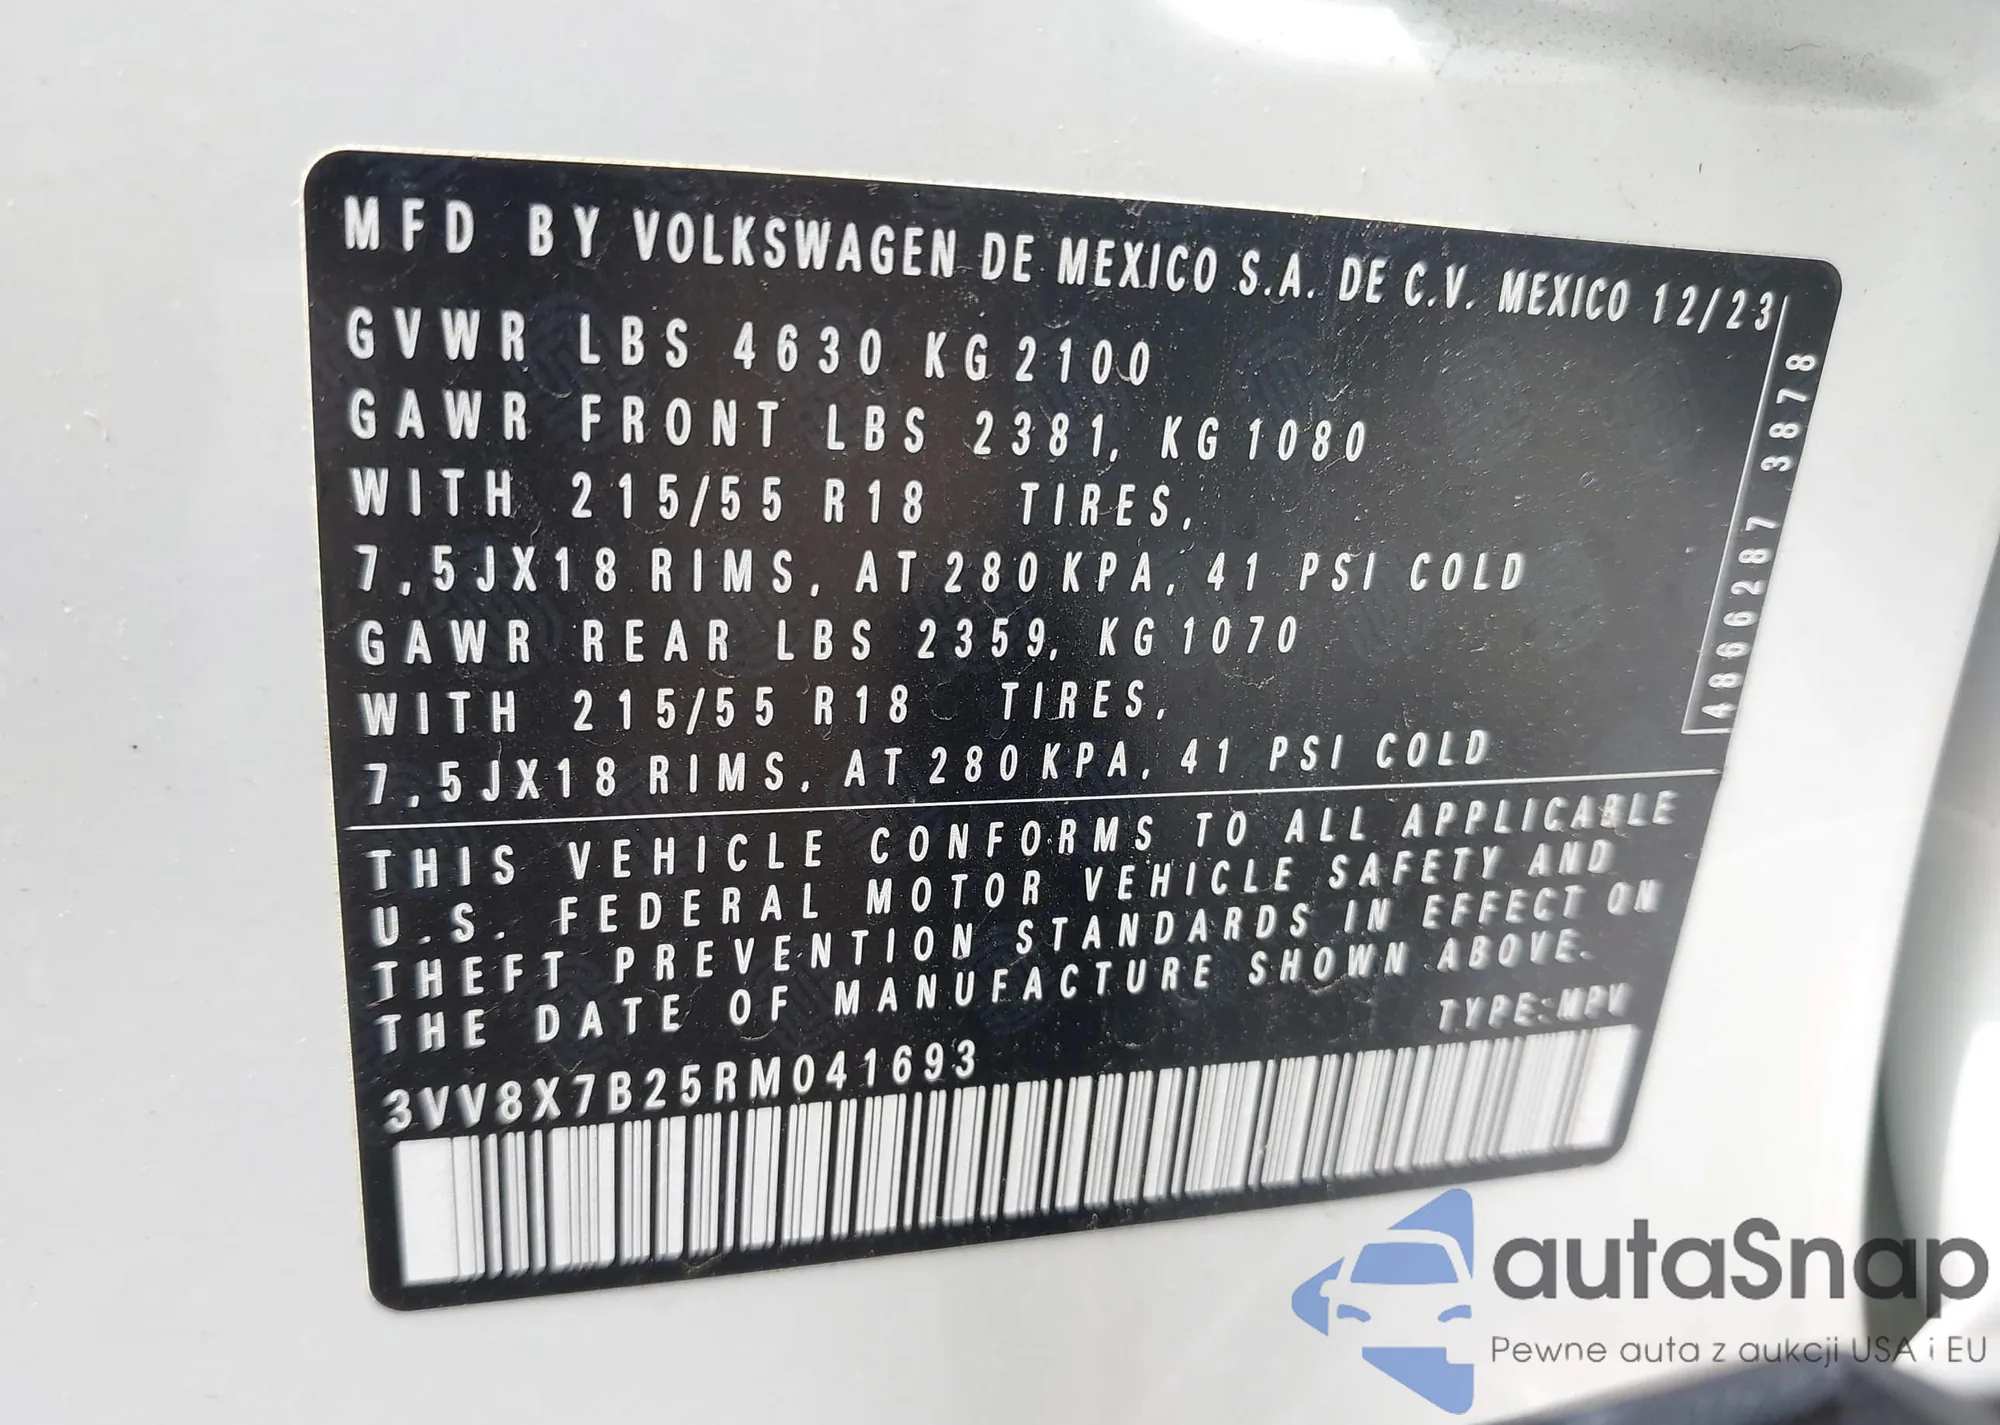 MFD BY VOLKSWAGEN DE MEXICO S.A. DE C.V. MEXICO 12/23
GVWR LBS 4630 KG 2100
GAWR FRONT LBS 2381, KG 1080
WITH 215/55 R18 TIRES,
7,5JX18 RIMS, AT 280 KPA, 41 PSI COLD
GAWR REAR LBS 2359, KG 1070
WITH 215/55 R18 TIRES,
7,5JX18 RIMS, AT 280 KPA, 41 PSI COLD
4866287 3878
THIS VEHICLE CONFORMS TO ALL APPLICABLE
U.S. FEDERAL MOTOR VEHICLE SAFETY AND
THEFT PREVENTION STANDARDS IN EFFECT ON
THE DATE OF MANUFACTURE SHOWN ABOVE.
TYPE: MPV
3VV8X7B25RM041693
autaSnap
Pewne auta z aukcji USA i EU